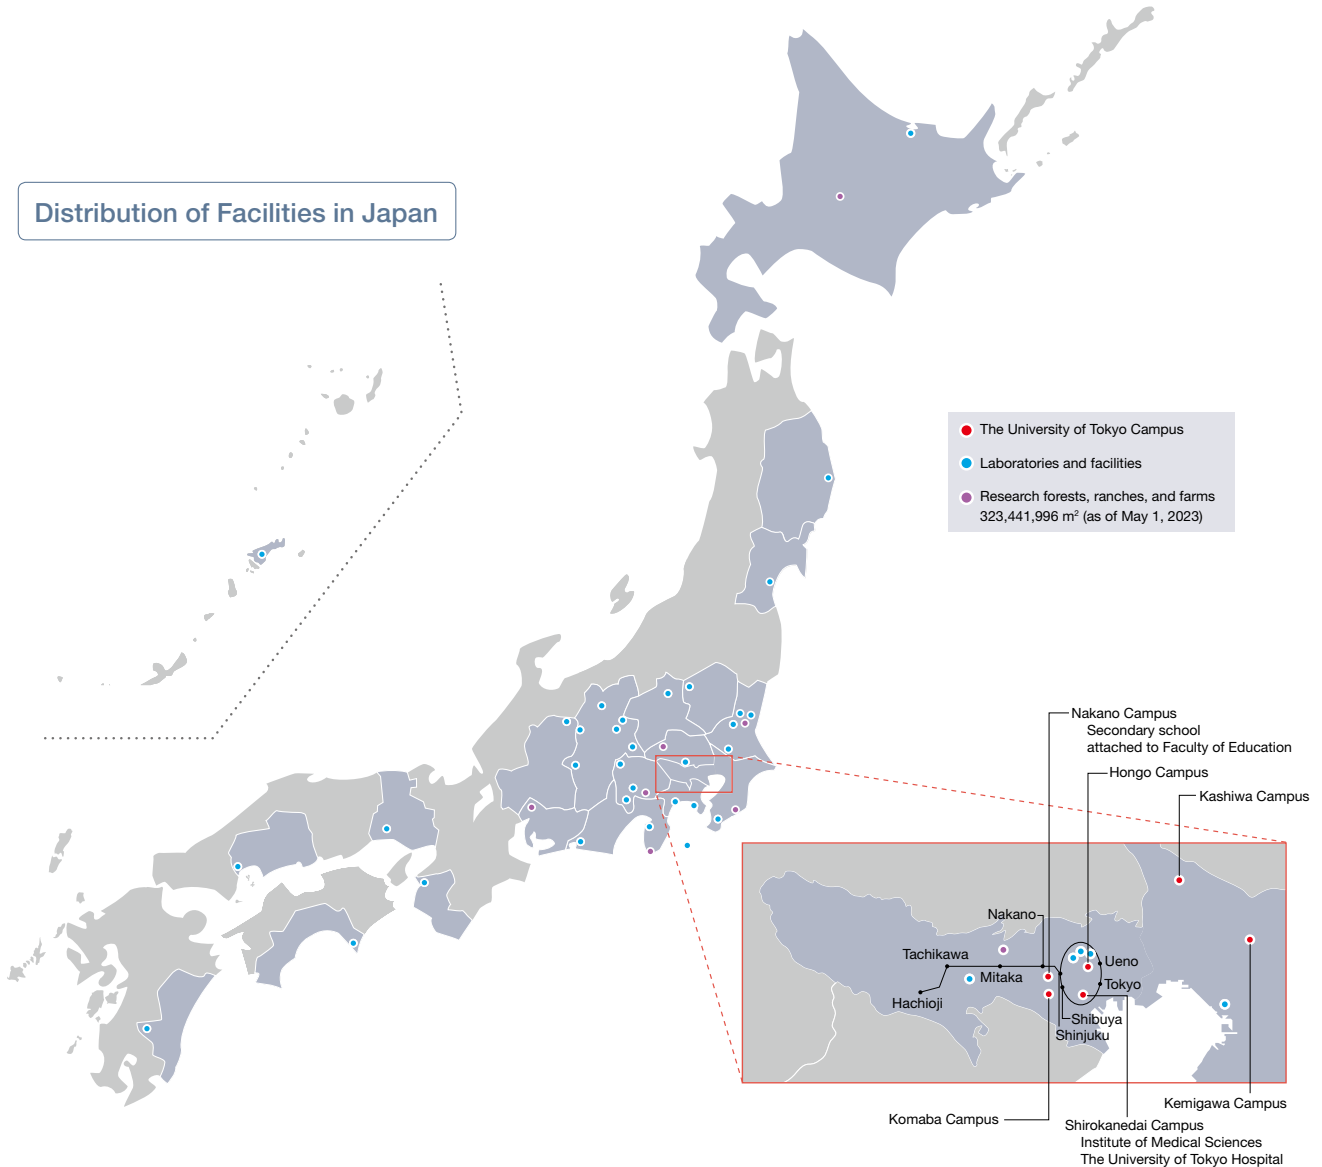 Distribution of Facilities in Japan
The University of Tokyo Campus
Laboratories and facilities
Research forests, ranches, and farms
323,441,996 m² (as of May 1, 2023)
Nakano Campus
Secondary school
attached to Faculty of Education
Hongo Campus
Kashiwa Campus
Nakano
Tachikawa
Mitaka
Hachioji
Ueno
Tokyo
Shibuya
Shinjuku
Komaba Campus
Kemigawa Campus
Shirokanedai Campus
Institute of Medical Sciences
The University of Tokyo Hospital